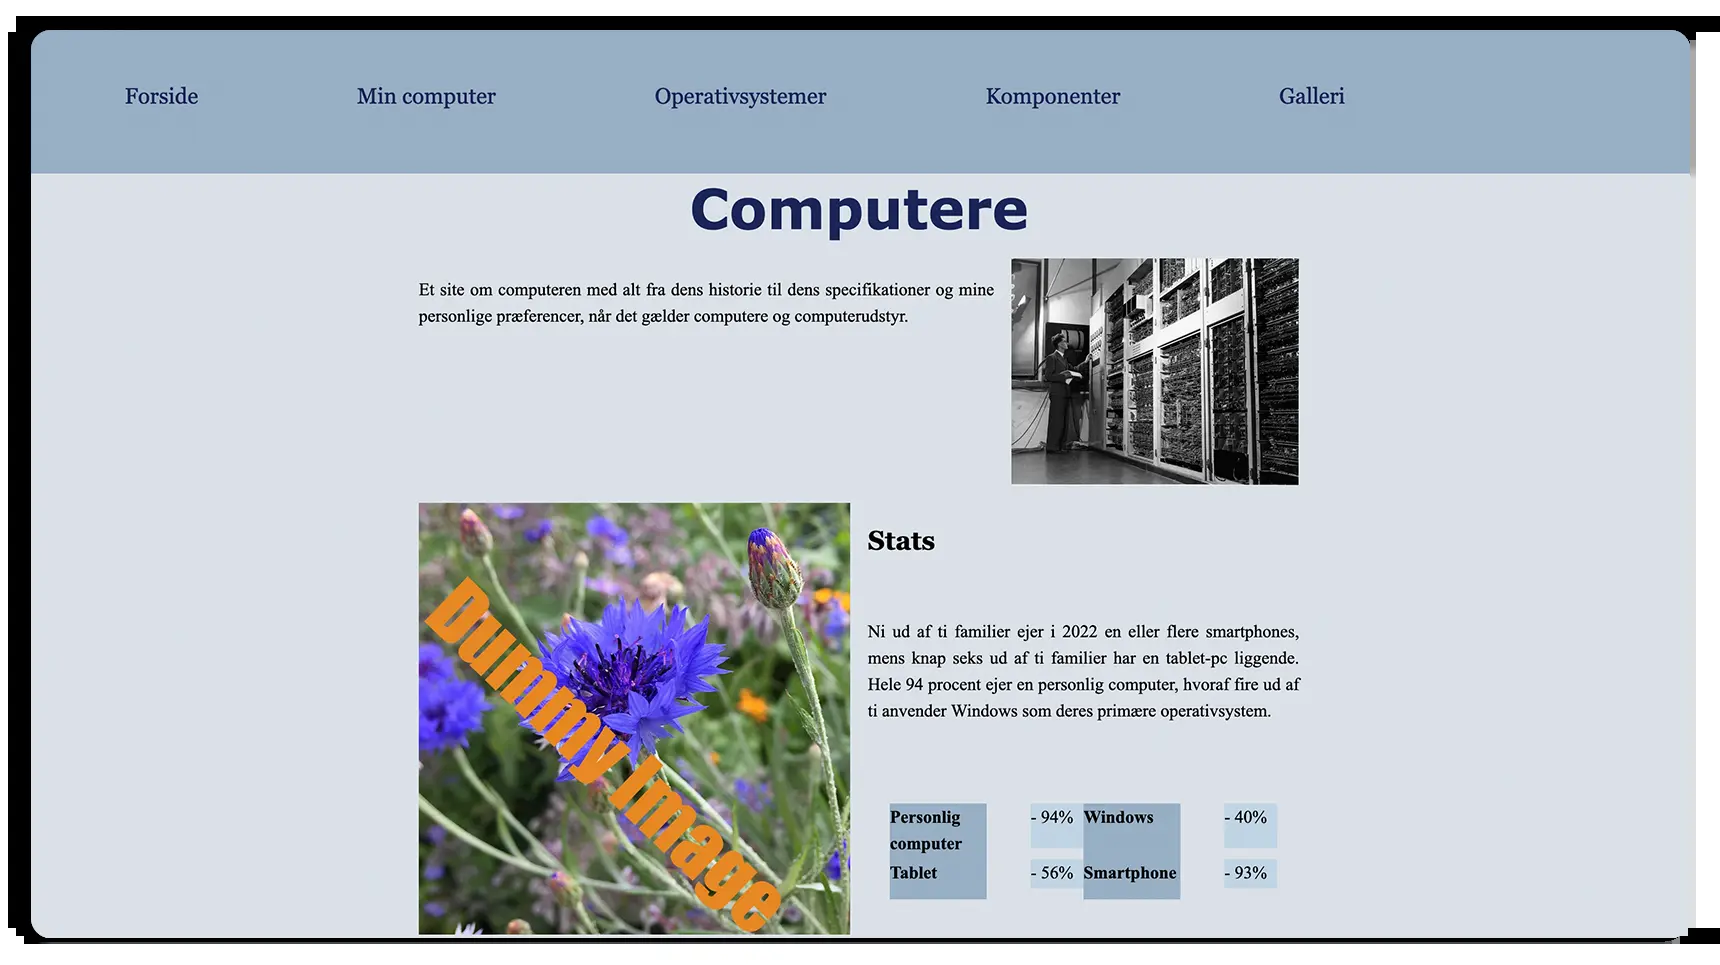 Forside Min computer Operativsystemer Komponenter Galleri
Computere
Et site om computeren med alt fra dens historie til dens specifikationer og mine
personlige præferencer, når det gælder computere og computerudstyr.
Dummy Image
Stats
Ni ud af ti familier ejer i 2022 en eller flere smartphones,
mens knap seks ud af ti familier har en tablet-pc liggende.
Hele 94 procent ejer en personlig computer, hvoraf fire ud af
ti anvender Windows som deres primære operativsystem.
Personlig - 94% Windows - 40%
computer
Tablet - 56% Smartphone - 93%